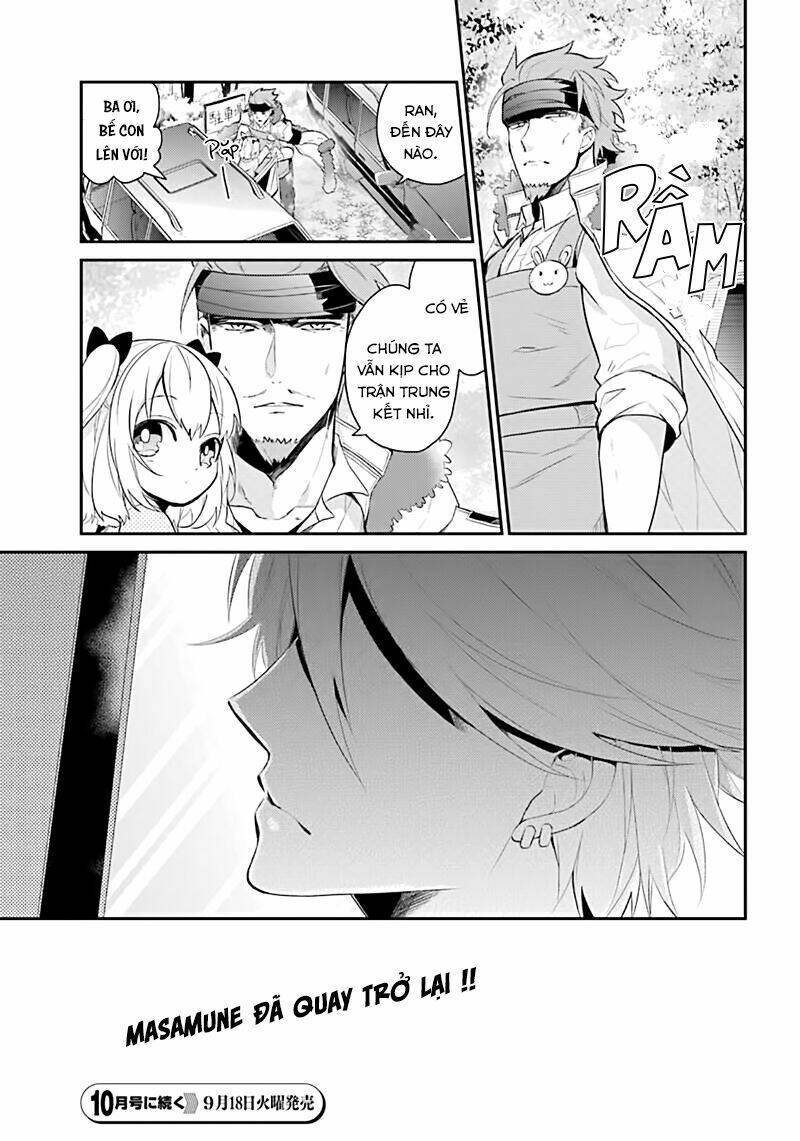 RẦM
RAN,
ĐẾN ĐÂY
NÀO.
BA ƠI,
BẾ CON
LÊN VỚI!
PẠP
CÓ VẺ
CHÚNG TA
VẪN KỊP CHO
TRẬN TRUNG
KẾT NHỈ.
MASAMUNE ĐÃ QUAY TRỞ LẠI !!
10月号に続く 9月18日火曜発売